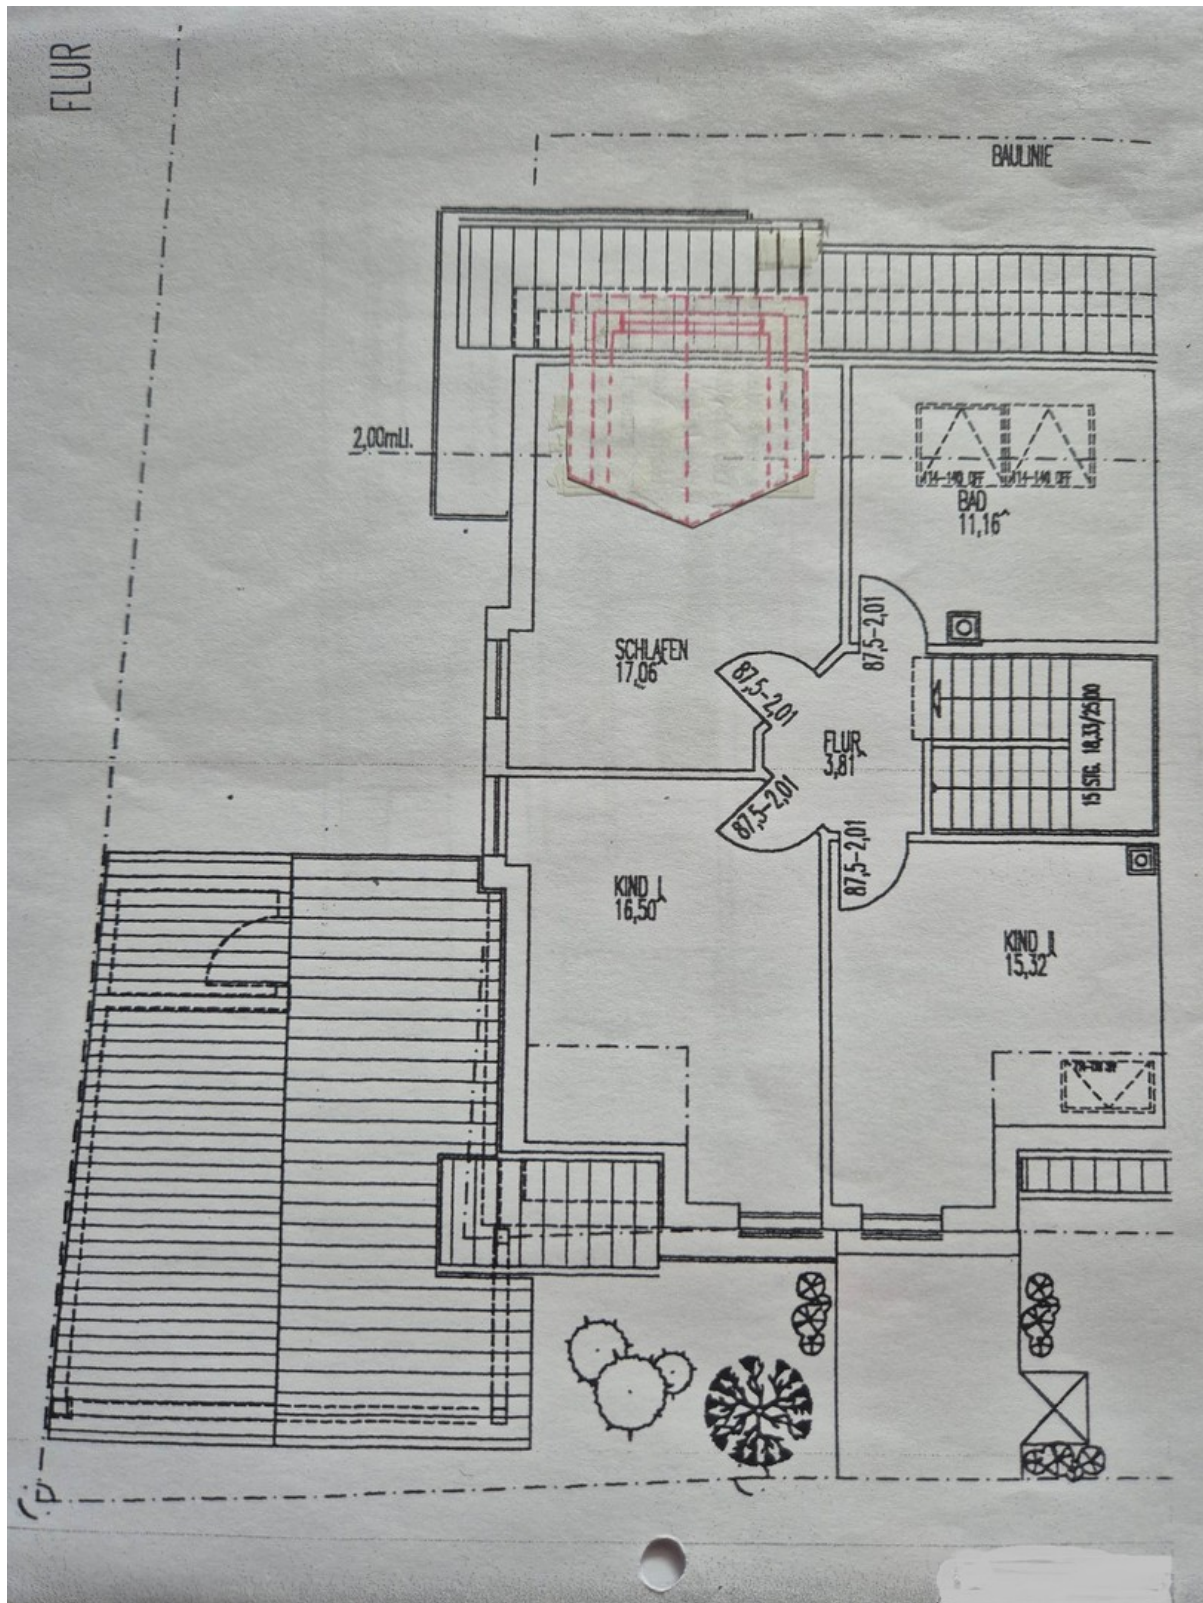 FLUR
BAULINIE
2,00mLI.
BAD
11,16
87,5-2,01
SCHLAFEN
17,06
87,5-2,01
FLUR
3,81
15 STG. 18,33/25,00
87,5-2,01
87,5-2,01
KIND I
16,50
KIND II
15,32